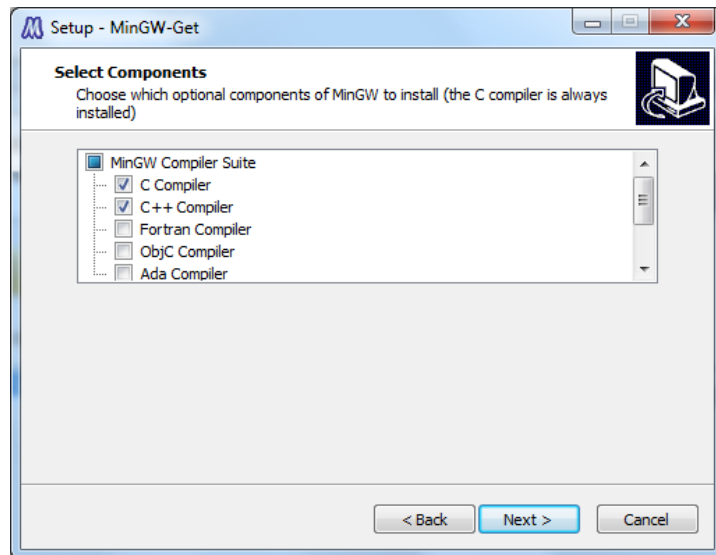 Setup - MinGW-Get
Select Components
Choose which optional components of MinGW to install (the C compiler is always
installed)
MinGW Compiler Suite
C Compiler
C++ Compiler
Fortran Compiler
ObjC Compiler
Ada Compiler
< Back
Next >
Cancel